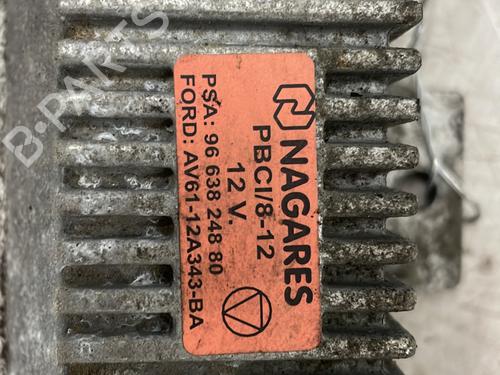 NAGARES
PBCI/8-12
12 V.
PSA: 96 638 248 80
FORD: AV61-12A343-BA
B-PARTS